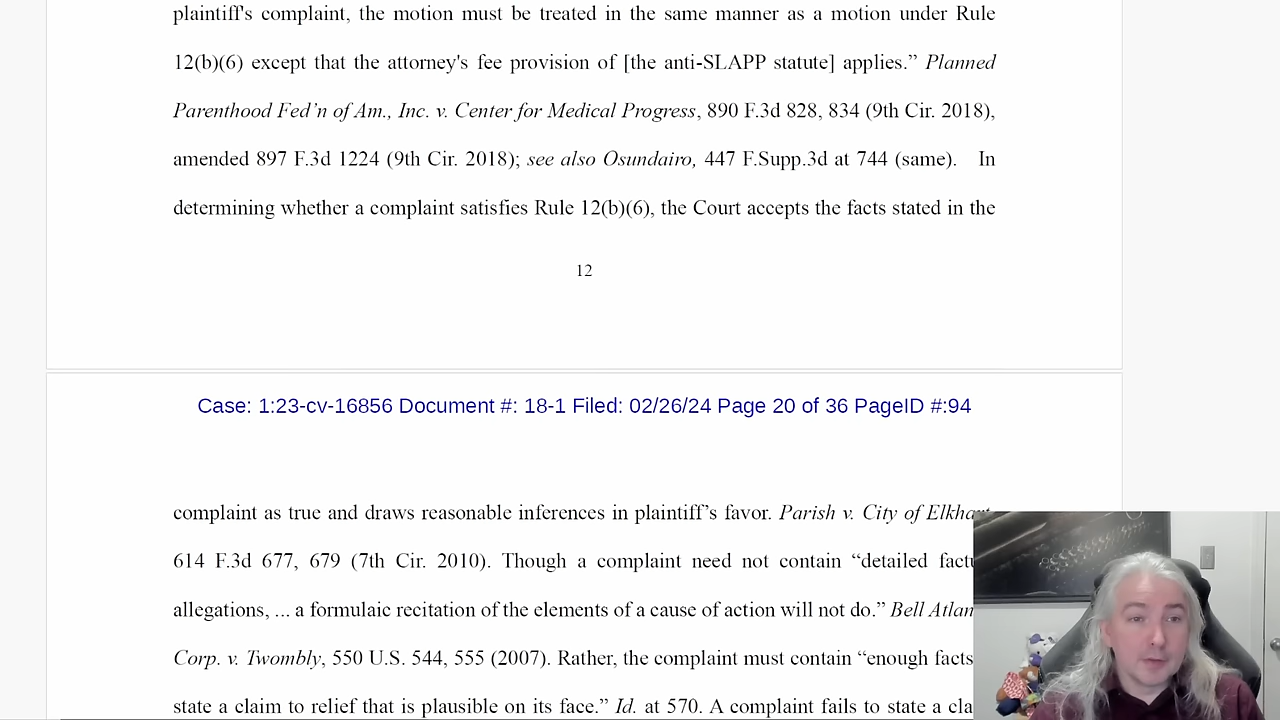 plaintiff's complaint, the motion must be treated in the same manner as a motion under Rule
12(b)(6) except that the attorney's fee provision of [the anti-SLAPP statute] applies.” Planned
Parenthood Fed’n of Am., Inc. v. Center for Medical Progress, 890 F.3d 828, 834 (9th Cir. 2018),
amended 897 F.3d 1224 (9th Cir. 2018); see also Osundairo, 447 F.Supp.3d at 744 (same). In
determining whether a complaint satisfies Rule 12(b)(6), the Court accepts the facts stated in the
12
Case: 1:23-cv-16856 Document #: 18-1 Filed: 02/26/24 Page 20 of 36 PageID #:94
complaint as true and draws reasonable inferences in plaintiff’s favor. Parish v. City of Elkhart,
614 F.3d 677, 679 (7th Cir. 2010). Though a complaint need not contain “detailed
allegations, ... a formulaic recitation of the elements of a cause of action will not do.” Bell
Corp. v. Twombly, 550 U.S. 544, 555 (2007). Rather, the complaint must contain “enough facts
state a claim to relief that is plausible on its face.” Id. at 570. A complaint fails to state a